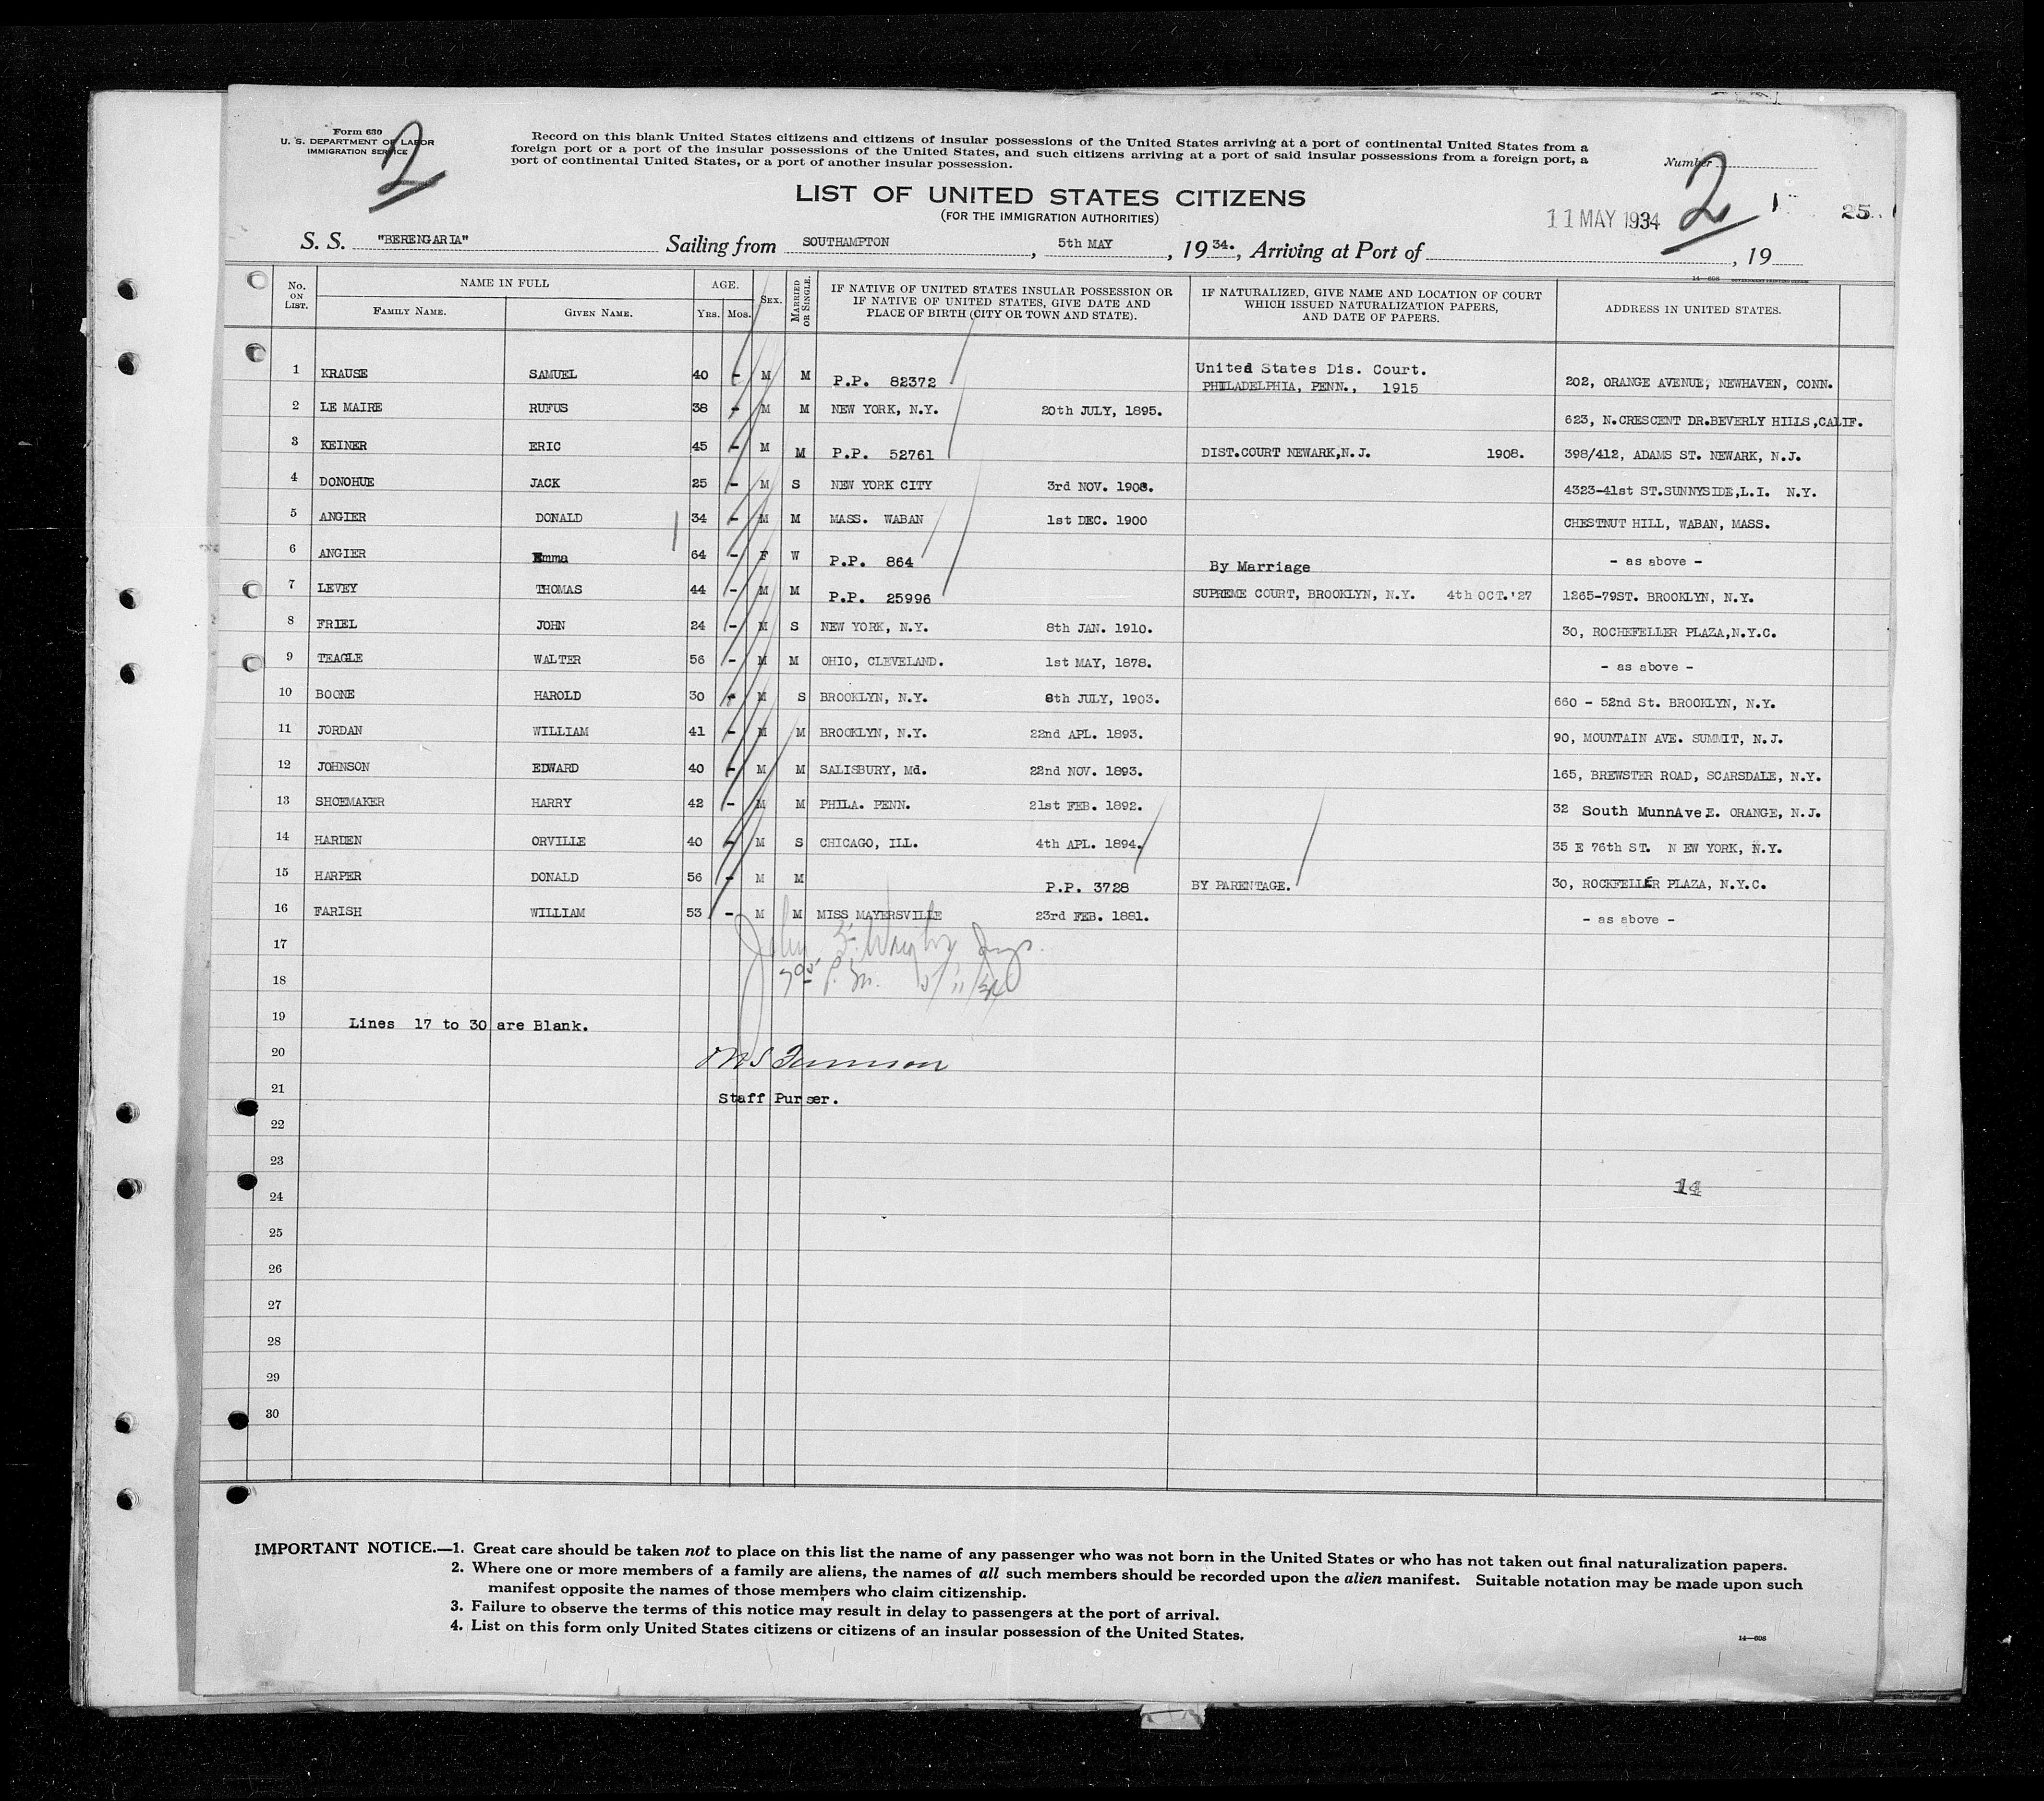 Form 630
U. S. DEPARTMENT OF LABOR
IMMIGRATION SERVICE
2
Record on this blank United States citizens and citizens of insular possessions of the United States arriving at a port of continental United States from a
foreign port or a port of the insular possessions of the United States, and such citizens arriving at a port of said insular possessions from a foreign port, a
port of continental United States, or a port of another insular possession.
Number
2
LIST OF UNITED STATES CITIZENS
(FOR THE IMMIGRATION AUTHORITIES)
11 MAY 1934
25
S. S. "BERENGARIA" Sailing from SOUTHAMPTON, 5th MAY, 1934., Arriving at Port of , 19
14—608
No. ON LIST.
NAME IN FULL
FAMILY NAME.
GIVEN NAME.
AGE.
Yrs. Mos.
SEX.
MARRIED OR SINGLE.
IF NATIVE OF UNITED STATES INSULAR POSSESSION OR
IF NATIVE OF UNITED STATES, GIVE DATE AND
PLACE OF BIRTH (CITY OR TOWN AND STATE).
IF NATURALIZED, GIVE NAME AND LOCATION OF COURT
WHICH ISSUED NATURALIZATION PAPERS,
AND DATE OF PAPERS.
ADDRESS IN UNITED STATES.
1 KRAUSE SAMUEL 40 - M M P.P. 82372 United States Dis. Court. PHILADELPHIA, PENN., 1915 202, ORANGE AVENUE, NEWHAVEN, CONN.
2 LE MAIRE RUFUS 38 - M M NEW YORK, N.Y. 20th JULY, 1895. 623, N.CRESCENT DR.BEVERLY HILLS,CALIF.
3 KEINER ERIC 45 - M M P.P. 52761 DIST.COURT NEWARK,N.J. 1908. 398/412, ADAMS ST. NEWARK, N.J.
4 DONOHUE JACK 25 - M S NEW YORK CITY 3rd NOV. 1908. 4323-41st ST.SUNNYSIDE,L.I. N.Y.
5 ANGIER DONALD 34 - M M MASS. WABAN 1st DEC. 1900 CHESTNUT HILL, WABAN, MASS.
6 ANGIER Emma 64 - F W P.P. 864 By Marriage - as above -
7 LEVEY THOMAS 44 - M M P.P. 25996 SUPREME COURT, BROOKLYN, N.Y. 4th OCT.'27 1265-79ST. BROOKLYN, N.Y.
8 FRIEL JOHN 24 - M S NEW YORK, N.Y. 8th JAN. 1910. 30, ROCHEFELLER PLAZA,N.Y.C.
9 TEAGLE WALTER 56 - M M OHIO, CLEVELAND. 1st MAY, 1878. - as above -
10 BOONE HAROLD 30 - M S BROOKLYN, N.Y. 8th JULY, 1903. 660 - 52nd St. BROOKLYN, N.Y.
11 JORDAN WILLIAM 41 - M M BROOKLYN, N.Y. 22nd APL. 1893. 90, MOUNTAIN AVE. SUMMIT, N.J.
12 JOHNSON EDWARD 40 - M M SALISBURY, Md. 22nd NOV. 1893. 165, BREWSTER ROAD, SCARSDALE, N.Y.
13 SHOEMAKER HARRY 42 - M M PHILA. PENN. 21st FEB. 1892. 32 South MunnAve E. ORANGE, N.J.
14 HARDEN ORVILLE 40 - M S CHICAGO, ILL. 4th APL. 1894. 35 E 76th ST. N EW YORK, N.Y.
15 HARPER DONALD 56 - M M P.P. 3728 BY PARENTAGE. 30, ROCKFELLER PLAZA, N.Y.C.
16 FARISH WILLIAM 53 - M M MISS MAYERSVILLE 23rd FEB. 1881. - as above -
17
18
19 Lines 17 to 30 are Blank.
20
21 Staff Purser.
22
23
24
14
25
26
27
28
29
30
IMPORTANT NOTICE.—1. Great care should be taken not to place on this list the name of any passenger who was not born in the United States or who has not taken out final naturalization papers.
2. Where one or more members of a family are aliens, the names of all such members should be recorded upon the alien manifest. Suitable notation may be made upon such
manifest opposite the names of those members who claim citizenship.
3. Failure to observe the terms of this notice may result in delay to passengers at the port of arrival.
4. List on this form only United States citizens or citizens of an insular possession of the United States.
14—608